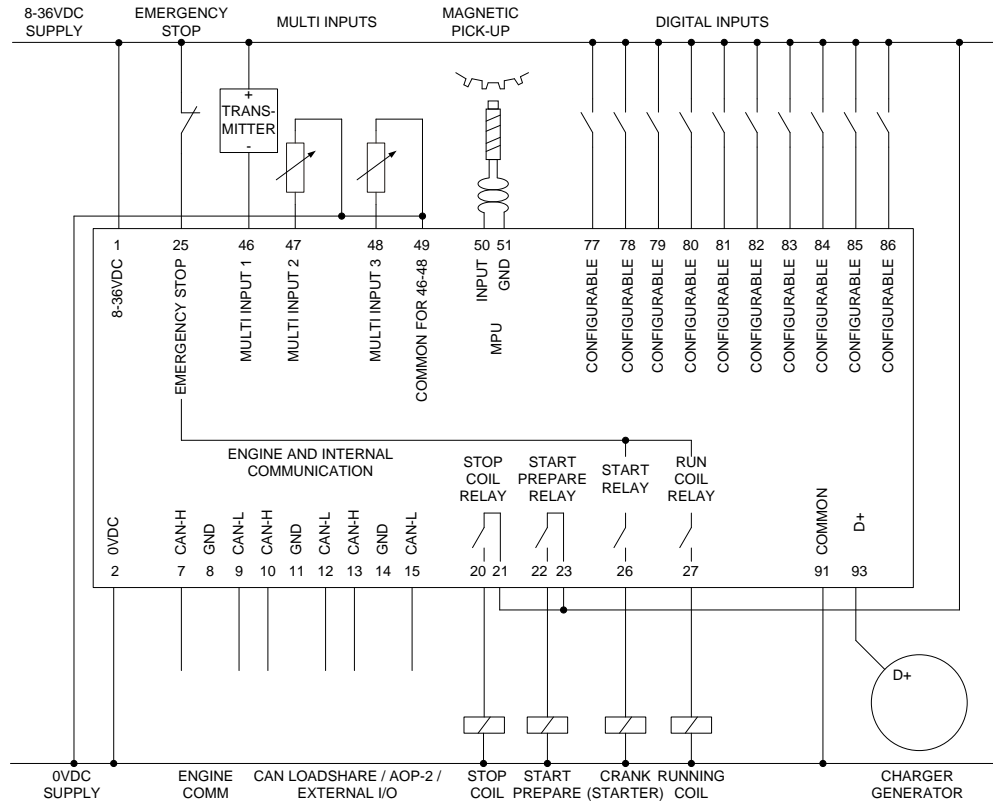 8-36VDC
SUPPLY
EMERGENCY
STOP
MULTI INPUTS
MAGNETIC
PICK-UP
DIGITAL INPUTS
+
TRANS-
MITTER
-
1
25
46
47
48
49
50
51
77
78
79
80
81
82
83
84
85
86
8-36VDC
EMERGENCY STOP
MULTI INPUT 1
MULTI INPUT 2
MULTI INPUT 3
COMMON FOR 46-48
INPUT
GND
MPU
CONFIGURABLE
CONFIGURABLE
CONFIGURABLE
CONFIGURABLE
CONFIGURABLE
CONFIGURABLE
CONFIGURABLE
CONFIGURABLE
CONFIGURABLE
CONFIGURABLE
ENGINE AND INTERNAL
COMMUNICATION
STOP
COIL
RELAY
START
PREPARE
RELAY
START
RELAY
RUN
COIL
RELAY
0VDC
CAN-H
GND
CAN-L
CAN-H
GND
CAN-L
CAN-H
GND
CAN-L
COMMON
D+
2
7
8
9
10
11
12
13
14
15
20
21
22
23
26
27
91
93
D+
0VDC
SUPPLY
ENGINE
COMM
CAN LOADSHARE / AOP-2 /
EXTERNAL I/O
STOP
COIL
START
PREPARE
CRANK
(STARTER)
RUNNING
COIL
CHARGER
GENERATOR